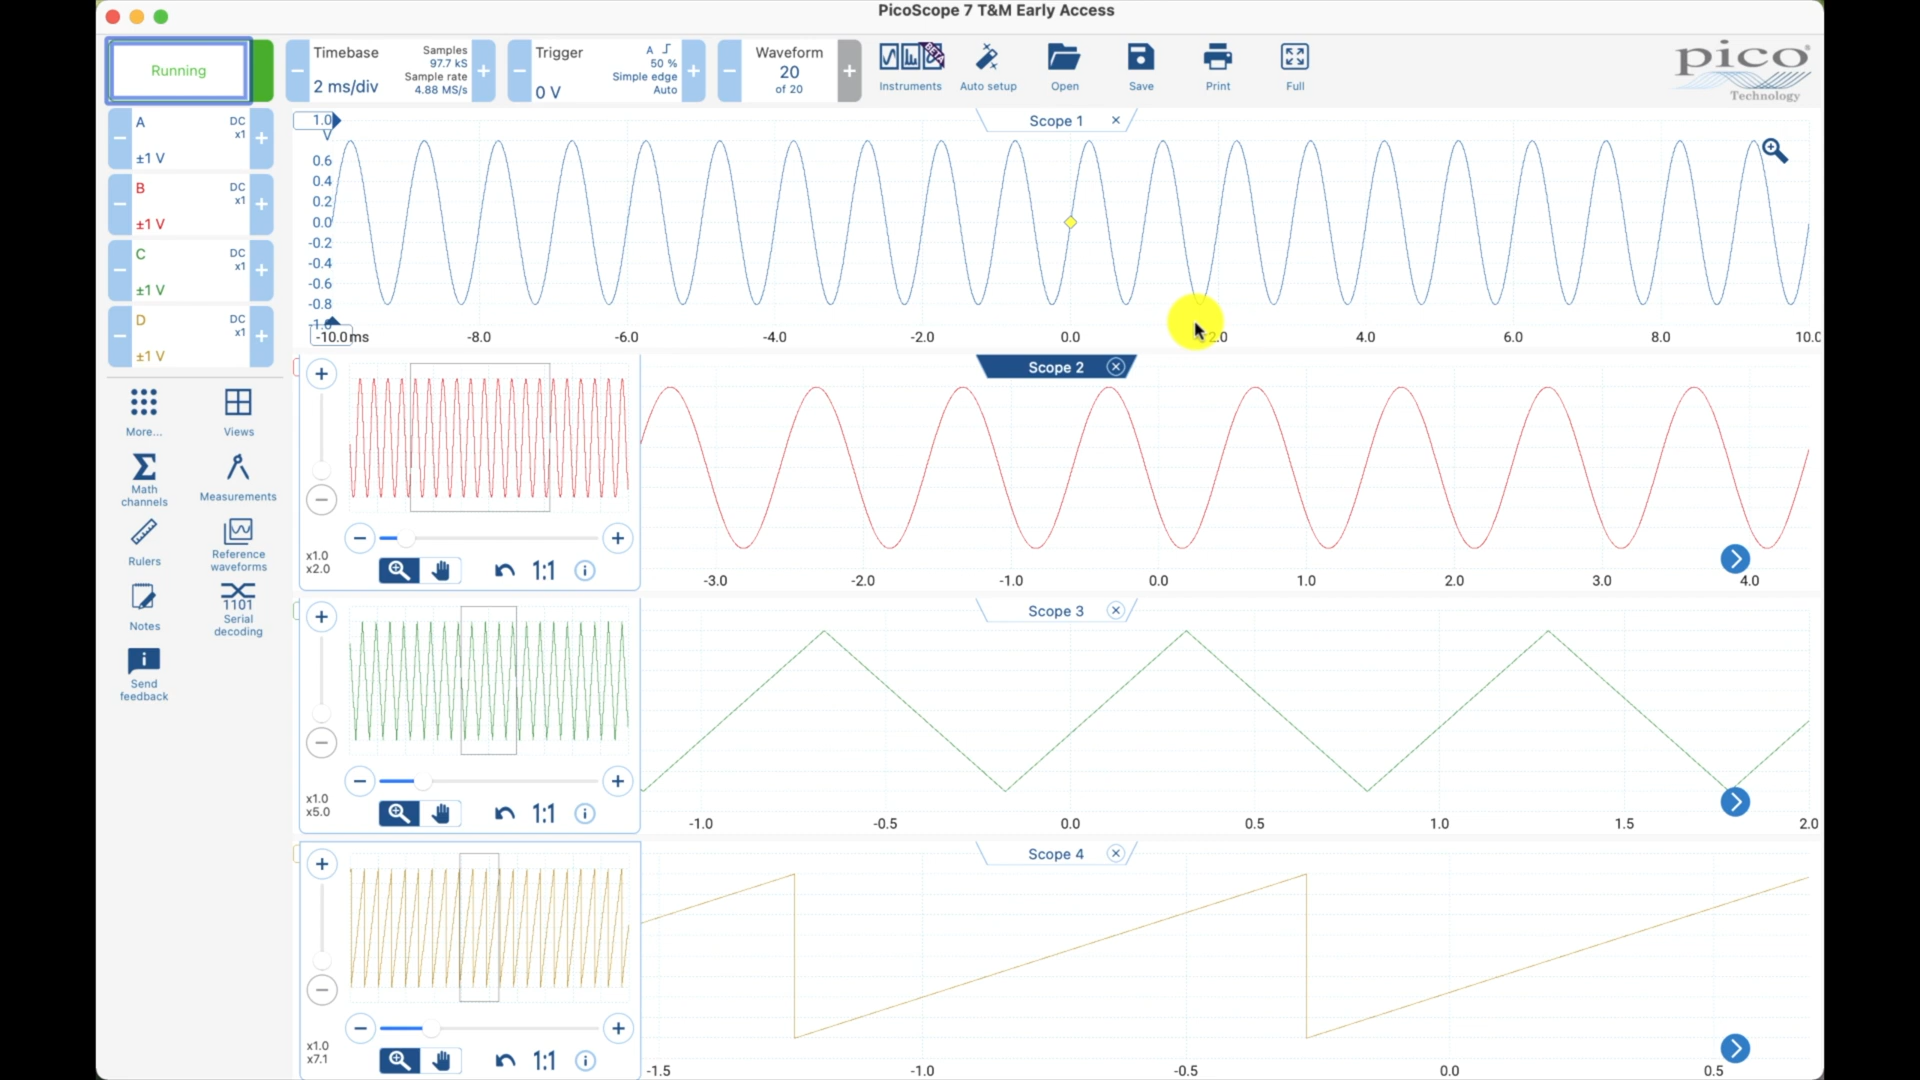 PicoScope 7 T&M Early Access
Running
Timebase
2 ms/div
Samples
97.7 kS
Sample rate
4.88 MS/s
Trigger
0 V
A
50 %
Simple edge
Auto
Waveform
20
of 20
BETA
Instruments
Auto setup
Open
Save
Print
Full
pico
Technology
A
DC
x1
±1 V
B
DC
x1
±1 V
C
DC
x1
±1 V
D
DC
x1
±1 V
More...
Views
Math
channels
Measurements
Rulers
Reference
waveforms
Notes
1101
Serial
decoding
Send
feedback
Scope 1
1.0
V
0.6
0.4
0.2
0.0
-0.2
-0.4
-0.6
-0.8
-1.0
-10.0 ms -8.0 -6.0 -4.0 -2.0 0.0 2.0 4.0 6.0 8.0 10.0
Scope 2
x1.0
x2.0
1:1
-3.0 -2.0 -1.0 0.0 1.0 2.0 3.0 4.0
Scope 3
x1.0
x5.0
1:1
-1.0 -0.5 0.0 0.5 1.0 1.5 2.0
Scope 4
x1.0
x7.1
1:1
-1.5 -1.0 -0.5 0.0 0.5